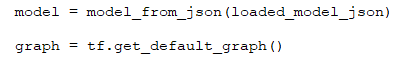 model = model_from_json(loaded_model_json)
graph = tf.get_default_graph()